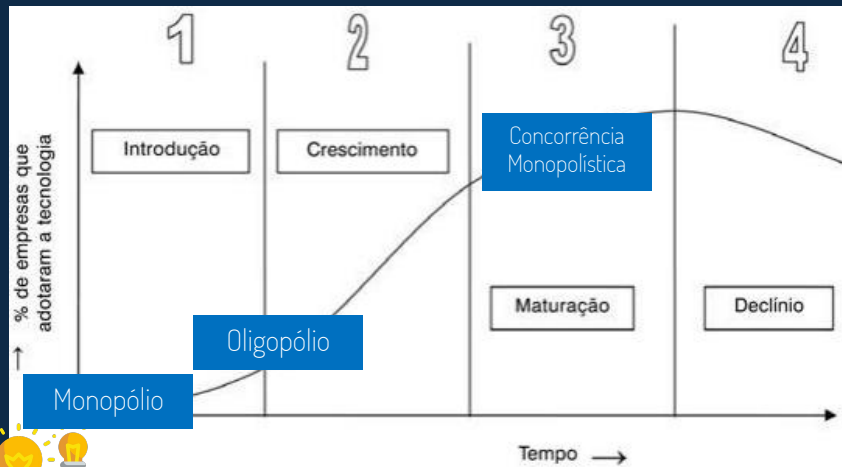 1
2
3
4
Introdução
Crescimento
Concorrência
Monopolística
% de empresas que
adotaram a tecnologia
Maturação
Declínio
Oligopólio
Monopólio
Tempo